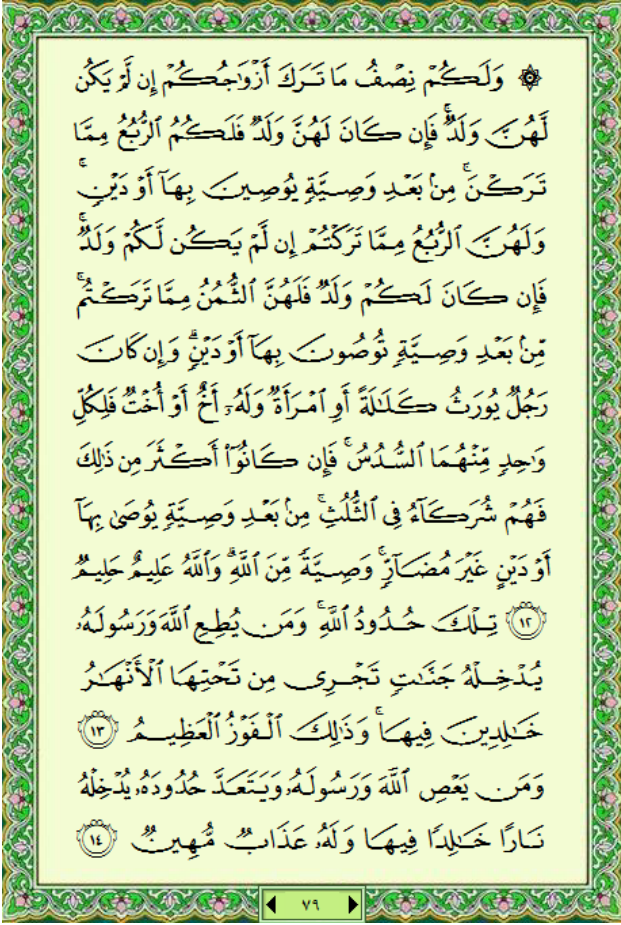 ۞ وَلَكُمْ نِصْفُ مَا تَرَكَ أَزْوَٰجُكُمْ إِن لَّمْ يَكُن
لَّهُنَّ وَلَدٌ ۚ فَإِن كَانَ لَهُنَّ وَلَدٌ فَلَكُمُ ٱلرُّبُعُ مِمَّا
تَرَكْنَ ۚ مِنۢ بَعْدِ وَصِيَّةٍ يُوصِينَ بِهَآ أَوْ دَيْنٍ ۚ
وَلَهُنَّ ٱلرُّبُعُ مِمَّا تَرَكْتُمْ إِن لَّمْ يَكُن لَّكُمْ وَلَدٌ ۚ
فَإِن كَانَ لَكُمْ وَلَدٌ فَلَهُنَّ ٱلثُّمُنُ مِمَّا تَرَكْتُم ۚ
مِّنۢ بَعْدِ وَصِيَّةٍ تُوصُونَ بِهَآ أَوْ دَيْنٍ ۗ وَإِن كَانَ
رَجُلٌ يُورَثُ كَلَٰلَةً أَوِ ٱمْرَأَةٌ وَلَهُۥٓ أَخٌ أَوْ أُخْتٌ فَلِكُلِّ
وَٰحِدٍ مِّنْهُمَا ٱلسُّدُسُ ۚ فَإِن كَانُوٓا۟ أَكْثَرَ مِن ذَٰلِكَ
فَهُمْ شُرَكَآءُ فِى ٱلثُّلُثِ ۚ مِنۢ بَعْدِ وَصِيَّةٍ يُوصَىٰ بِهَآ
أَوْ دَيْنٍ غَيْرَ مُضَآرٍّ ۚ وَصِيَّةً مِّنَ ٱللَّهِ ۗ وَٱللَّهُ عَلِيمٌ حَلِيمٌ
١٢ تِلْكَ حُدُودُ ٱللَّهِ ۚ وَمَن يُطِعِ ٱللَّهَ وَرَسُولَهُۥ
يُدْخِلْهُ جَنَّٰتٍ تَجْرِى مِن تَحْتِهَا ٱلْأَنْهَٰرُ
خَٰلِدِينَ فِيهَا ۚ وَذَٰلِكَ ٱلْفَوْزُ ٱلْعَظِيمُ ١٣
وَمَن يَعْصِ ٱللَّهَ وَرَسُولَهُۥ وَيَتَعَدَّ حُدُودَهُۥ يُدْخِلْهُ
نَارًا خَٰلِدًا فِيهَا وَلَهُۥ عَذَابٌ مُّهِينٌ ١٤
٧٩